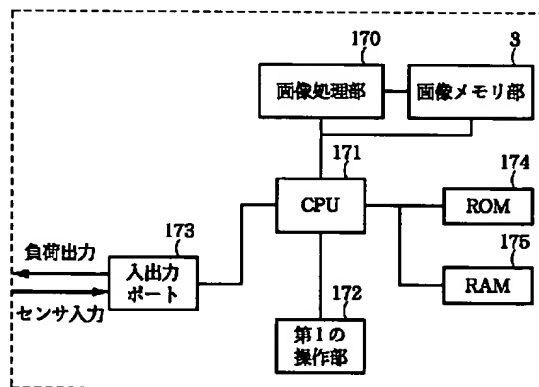 170
3
画像処理部
画像メモリ部
171
CPU
174
ROM
173
負荷出力
入出力
ポート
175
RAM
センサ入力
172
第1の
操作部